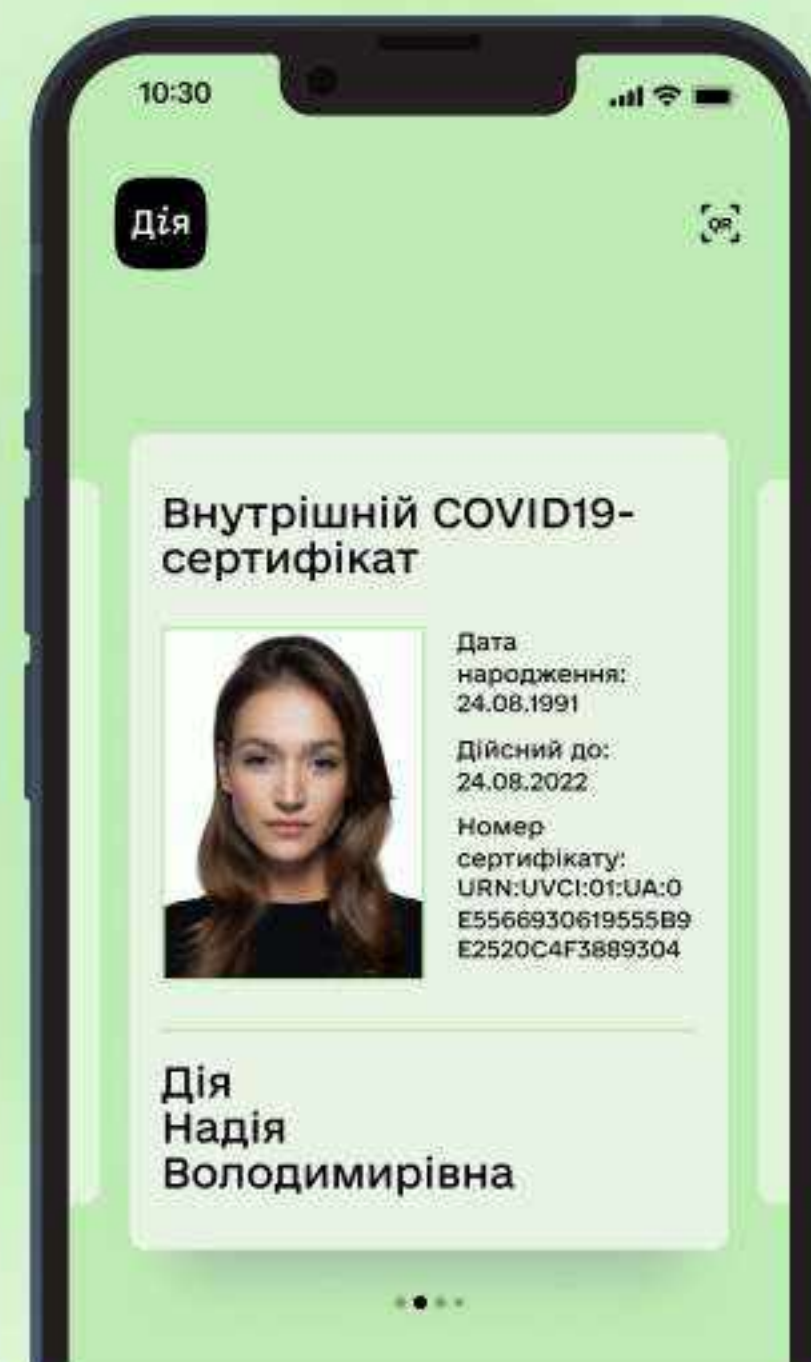 10:30
Дія
QR
Внутрішній COVID19-
сертифікат
Дата
народження:
24.08.1991
Дійсний до:
24.08.2022
Номер
сертифікату:
URN:UVCI:01:UA:0
E5566930619555B9
E2520C4F3889304
Дія
Надія
Володимирівна